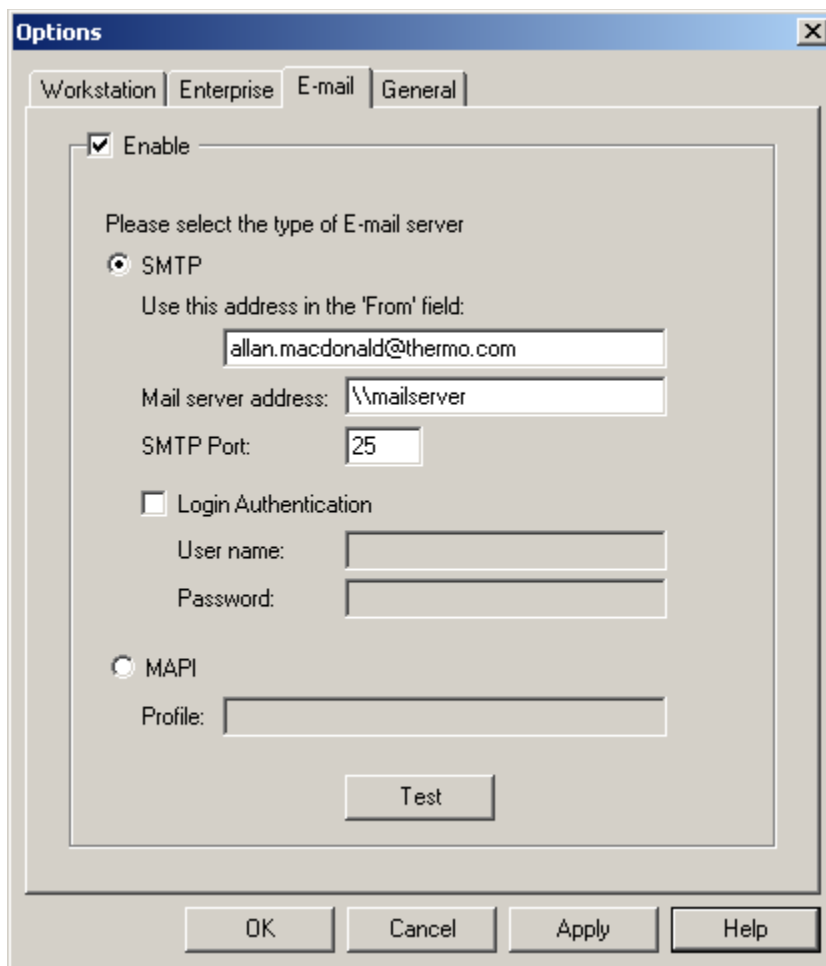 Options
Workstation Enterprise E-mail General
Enable
Please select the type of E-mail server
SMTP
Use this address in the 'From' field:
allan.macdonald@thermo.com
Mail server address: \\mailserver
SMTP Port: 25
Login Authentication
User name:
Password:
MAPI
Profile:
Test
OK Cancel Apply Help